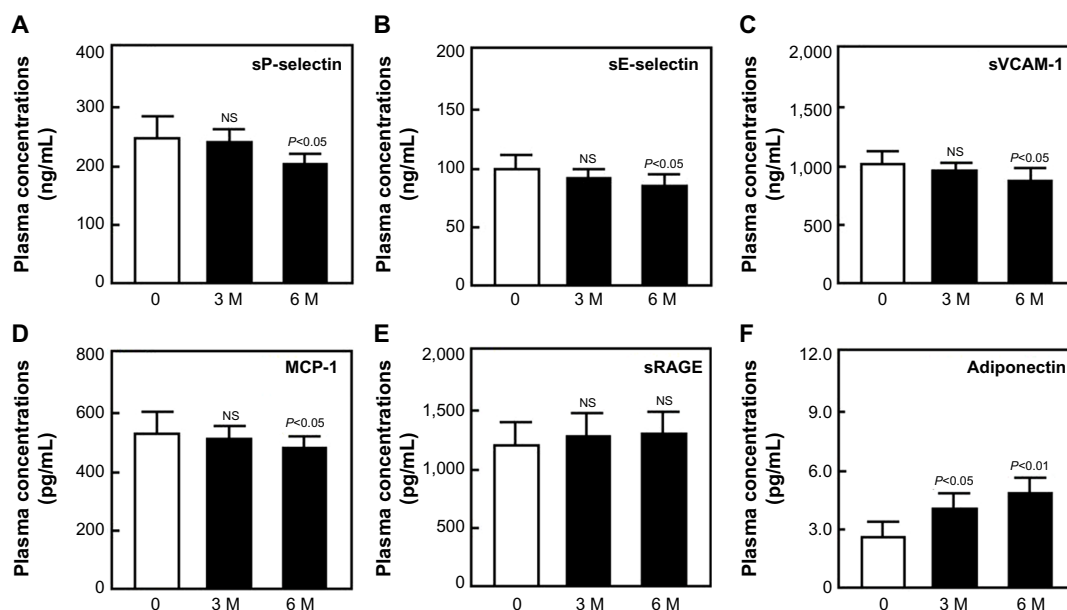 A
Plasma concentrations
(ng/mL)
400
300
200
100
0
sP-selectin
NS
P<0.05
0 3 M 6 M
B
Plasma concentrations
(ng/mL)
200
150
100
50
0
sE-selectin
NS
P<0.05
0 3 M 6 M
C
Plasma concentrations
(ng/mL)
2,000
1,500
1,000
500
0
sVCAM-1
NS
P<0.05
0 3 M 6 M
D
Plasma concentrations
(pg/mL)
800
600
400
200
0
MCP-1
NS
P<0.05
0 3 M 6 M
E
Plasma concentrations
(pg/mL)
2,000
1,500
1,000
500
0
sRAGE
NS
NS
0 3 M 6 M
F
Plasma concentrations
(pg/mL)
12.0
9.0
6.0
3.0
0
Adiponectin
P<0.05
P<0.01
0 3 M 6 M